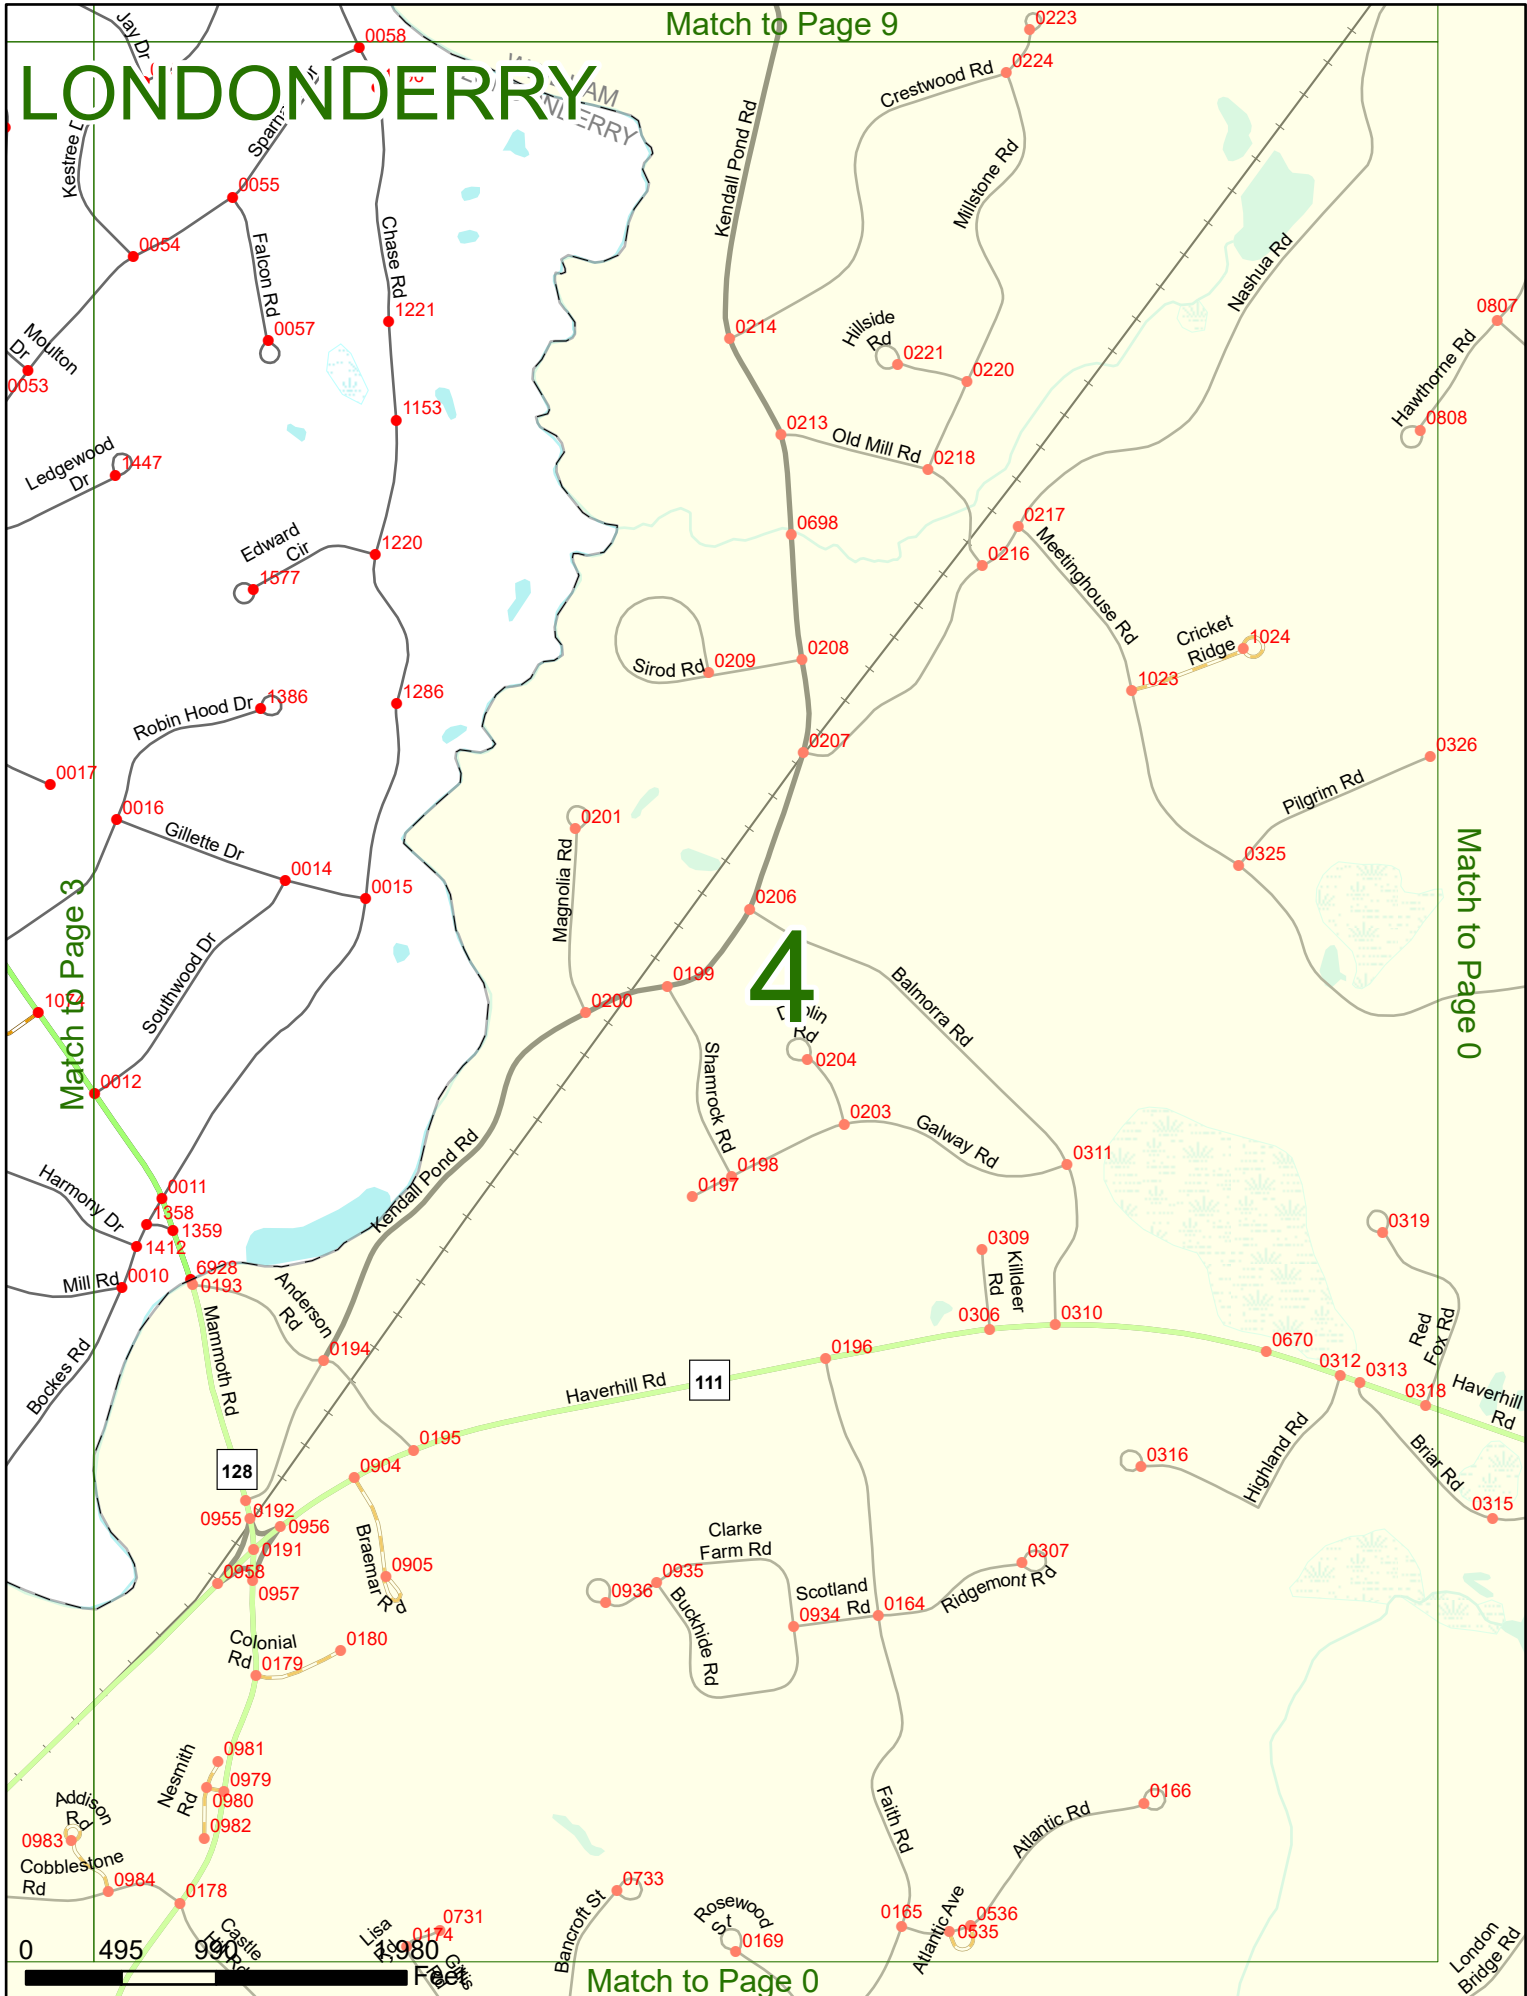 Match to Page 9
LONDONDERRY
Jay Dr
0058
0223
0224
Crestwood Rd
Kestree
Kendall Pond Rd
Millstone Rd
0055
0054
Falcon Rd
Chase Rd
Nashua Rd
0057
1221
0214
Hillside
Rd
0221
0220
0807
Moulton
Dr
0053
Hawthorne Rd
0808
1153
0213
Old Mill Rd
0218
Ledgewood
Dr
1447
0698
0217
0216
Edward
Cir
1220
1577
Meetinghouse Rd
Cricket
Ridge
1024
1023
Sirod Rd
0209
0208
Robin Hood Dr
1386
1286
0207
0326
Pilgrim Rd
0017
0016
Gillette Dr
0201
Magnolia Rd
0325
0014
0015
0206
Match to Page 3
Match to Page 0
4
Southwood Dr
0199
0200
Balmorra Rd
1074
Rd
0204
Shamrock Rd
0012
0203
Galway Rd
0311
Kendall Pond Rd
0198
0197
Harmony Dr
0011
1358
1359
1412
0319
0309
Killdeer
Rd
Mill Rd
0010
6928
0193
Anderson
Rd
0306
0310
Red
Fox Rd
Mammoth Rd
0194
0196
0670
0312
0313
0318
Haverhill
Rd
Haverhill Rd
111
Bockes Rd
0195
0904
128
0316
Highland Rd
Briar Rd
0315
0955
0192
0956
0191
Braemar Rd
0905
0958
0957
Clarke
Farm Rd
0935
0936
Buckhide Rd
Scotland
Rd
0934
0164
Ridgemont Rd
0307
Colonial
Rd
0180
0179
Nesmith
Rd
0981
0979
0980
0982
Addison
Rd
0983
Cobblestone
Rd
0984
0178
Faith Rd
Atlantic Rd
0166
0733
Bancroft St
Rosewood
St
0169
0165
Atlantic Ave
0536
0535
Castle
Hill Rd
Lisa
0731
0174
Gillis
Rd
London
Bridge Rd
0 495 990 1,980
Feet
Match to Page 0